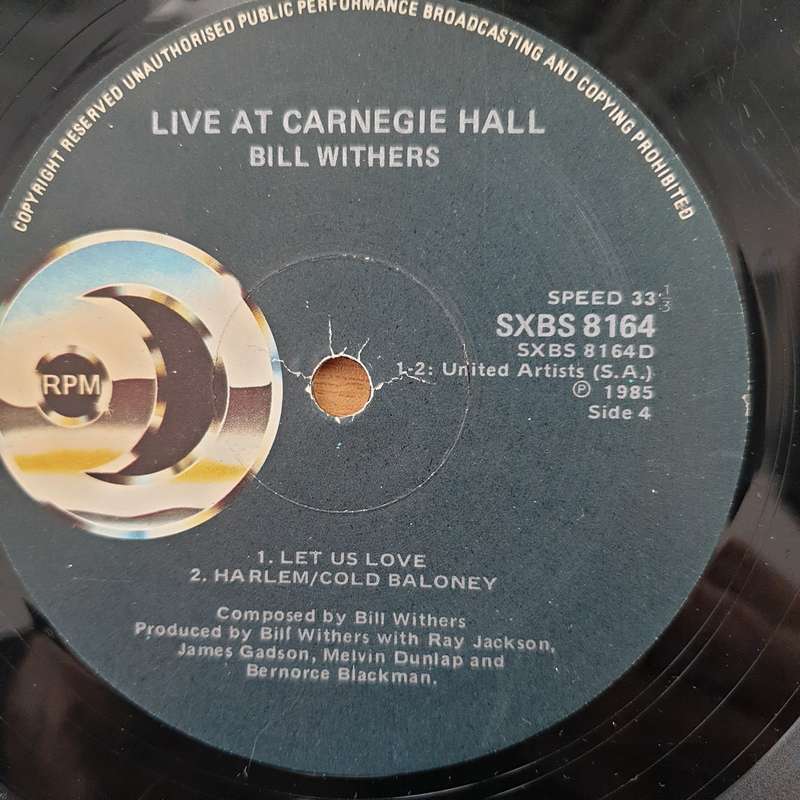 COPYRIGHT RESERVED UNAUTHORISED PUBLIC PERFORMANCE BROADCASTING AND COPYING PROHIBITED
LIVE AT CARNEGIE HALL
BILL WITHERS
SPEED 33 1/3
SXBS 8164
SXBS 8164D
1-2: United Artists (S.A.)
℗ 1985
Side 4
RPM
1. LET US LOVE
2. HARLEM/COLD BALONEY
Composed by Bill Withers
Produced by Bill Withers with Ray Jackson,
James Gadson, Melvin Dunlap and
Bernorce Blackman.